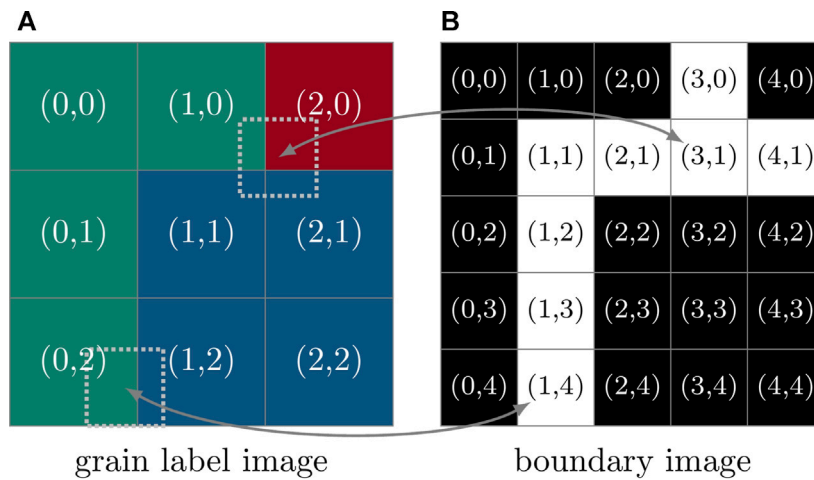 A
B
(0,0) (1,0) (2,0)
(0,1) (1,1) (2,1)
(0,2) (1,2) (2,2)
grain label image
(0,0) (1,0) (2,0) (3,0) (4,0)
(0,1) (1,1) (2,1) (3,1) (4,1)
(0,2) (1,2) (2,2) (3,2) (4,2)
(0,3) (1,3) (2,3) (3,3) (4,3)
(0,4) (1,4) (2,4) (3,4) (4,4)
boundary image